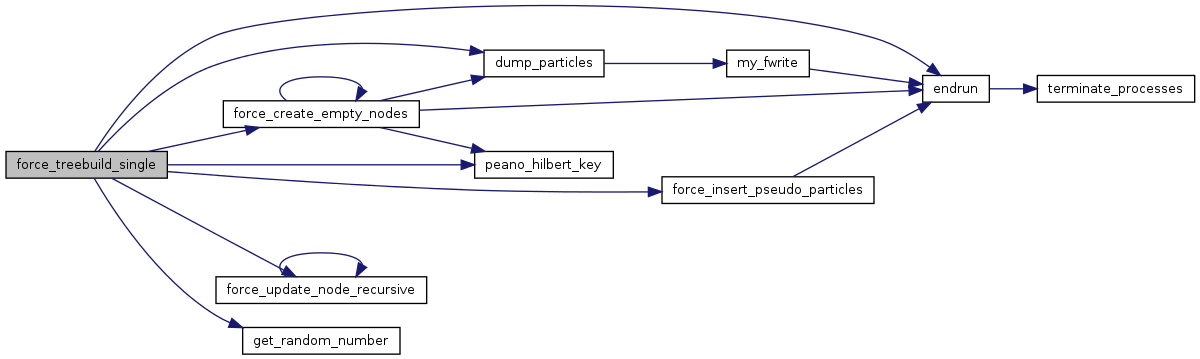 dump_particles
my_fwrite
endrun
terminate_processes
force_create_empty_nodes
force_treebuild_single
peano_hilbert_key
force_insert_pseudo_particles
force_update_node_recursive
get_random_number